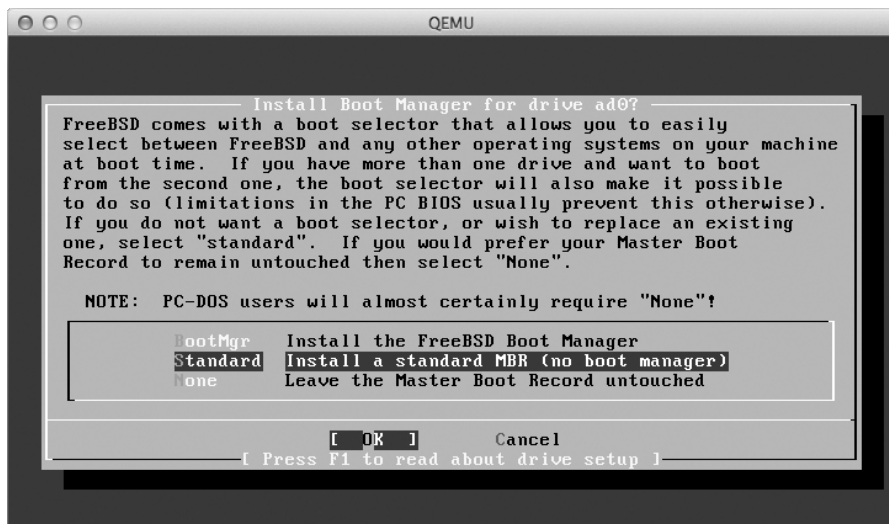 QEMU
Install Boot Manager for drive ad0?
FreeBSD comes with a boot selector that allows you to easily
select between FreeBSD and any other operating systems on your machine
at boot time.  If you have more than one drive and want to boot
from the second one, the boot selector will also make it possible
to do so (limitations in the PC BIOS usually prevent this otherwise).
If you do not want a boot selector, or wish to replace an existing
one, select "standard".  If you would prefer your Master Boot
Record to remain untouched then select "None".
NOTE:  PC-DOS users will almost certainly require "None"!
BootMgr   Install the FreeBSD Boot Manager
Standard  Install a standard MBR (no boot manager)
None      Leave the Master Boot Record untouched
[  OK  ]       Cancel
[ Press F1 to read about drive setup ]